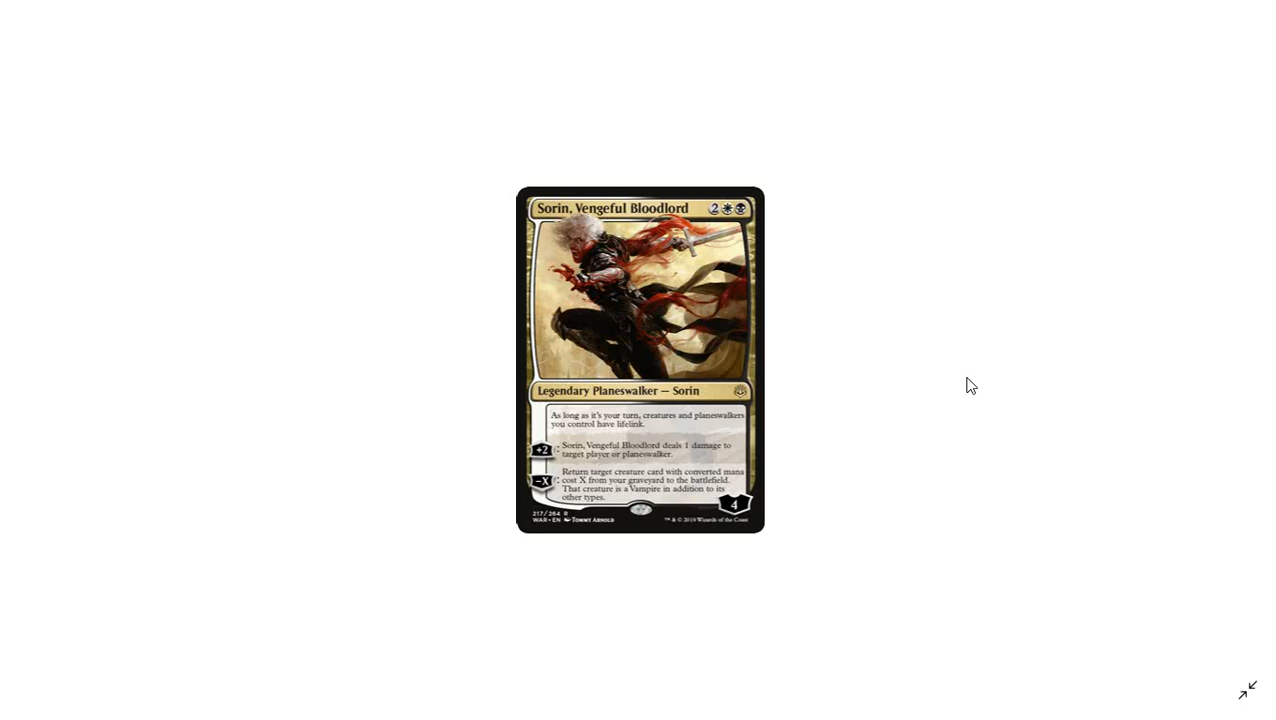 Sorin, Vengeful Bloodlord 2
Legendary Planeswalker — Sorin
As long as it's your turn, creatures and planeswalkers
you control have lifelink.
+2: Sorin, Vengeful Bloodlord deals 1 damage to
target player or planeswalker.
Return target creature card with converted mana
−X: cost X from your graveyard to the battlefield.
That creature is a Vampire in addition to its
other types.
4
217/264 R
WAR • EN Tommy Arnold ™ & © 2019 Wizards of the Coast